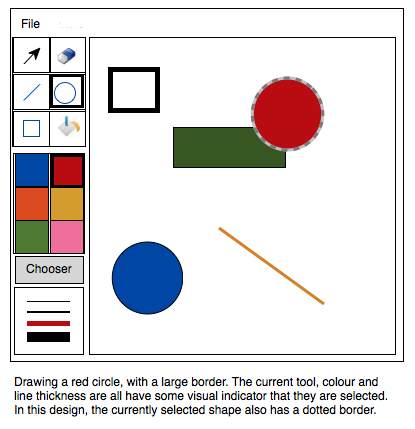 File
Chooser
Drawing a red circle, with a large border. The current tool, colour and
line thickness are all have some visual indicator that they are selected.
In this design, the currently selected shape also has a dotted border.